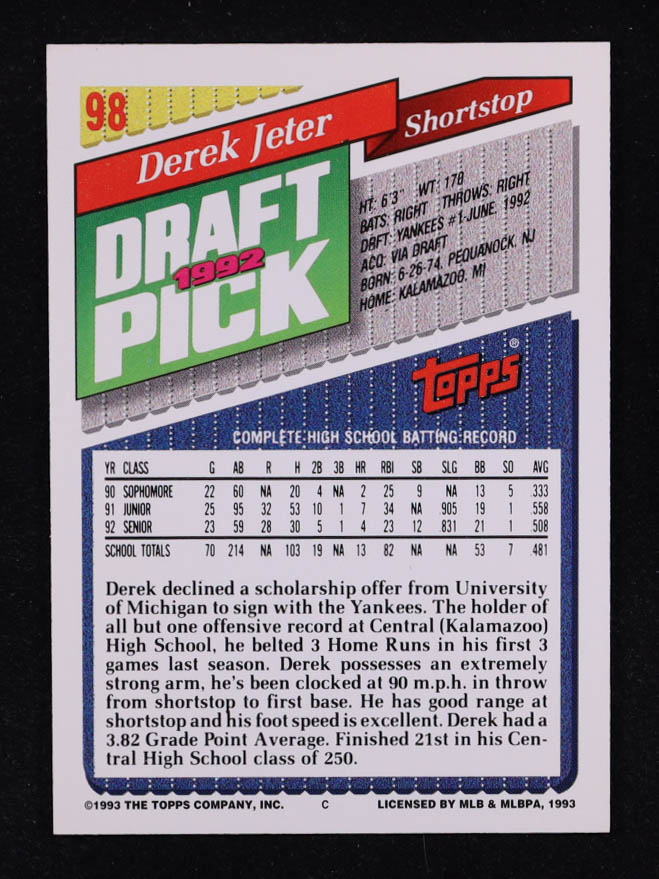 98
Derek Jeter
Shortstop
DRAFT
1992
PICK
HT: 6'3" WT: 178
BATS: RIGHT THROWS: RIGHT
DRFT: YANKEES #1-JUNE, 1992
ACQ: VIA DRAFT
BORN: 6-26-74, PEQUANOCK, NJ
HOME: KALAMAZOO, MI
TOPPS®
COMPLETE HIGH SCHOOL BATTING RECORD
YR CLASS G AB R H 2B 3B HR RBI SB SLG BB SO AVG
90 SOPHOMORE 22 60 NA 20 4 NA 2 25 9 NA 13 5 .333
91 JUNIOR 25 95 32 53 10 1 7 34 NA .905 19 1 .558
92 SENIOR 23 59 28 30 5 1 4 23 12 .831 21 1 .508
SCHOOL TOTALS 70 214 NA 103 19 NA 13 82 NA NA 53 7 .481
Derek declined a scholarship offer from University
of Michigan to sign with the Yankees. The holder of
all but one offensive record at Central (Kalamazoo)
High School, he belted 3 Home Runs in his first 3
games last season. Derek possesses an extremely
strong arm, he's been clocked at 90 m.p.h. in throw
from shortstop to first base. He has good range at
shortstop and his foot speed is excellent. Derek had a
3.82 Grade Point Average. Finished 21st in his Cen-
tral High School class of 250.
©1993 THE TOPPS COMPANY, INC. C LICENSED BY MLB & MLBPA, 1993